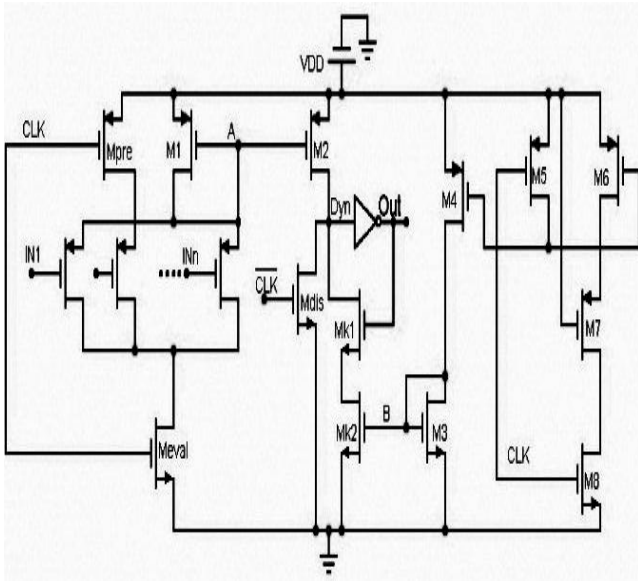 VDD
CLK
Mpre
M1
A
M2
M4
M5
M6
Dyn
Out
IN1
INn
CLK
Mdis
Mk1
M7
Mk2
B
M3
Meval
CLK
M8